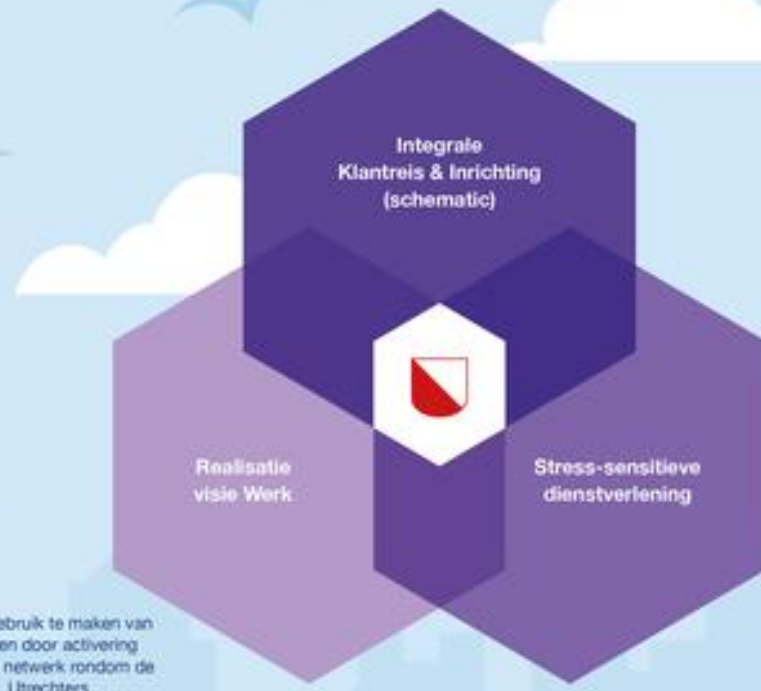 Integrale
Klantreis & Inrichting
(schematic)
Realisatie
visie Werk
Stress-sensitieve
dienstverlening
gebruik te maken van
en door activering
netwerk rondom de
Utrechters